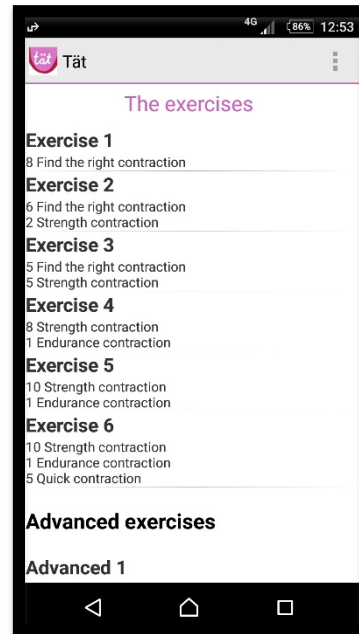 4G 86% 12:53
tät Tät
The exercises
Exercise 1
8 Find the right contraction
Exercise 2
6 Find the right contraction
2 Strength contraction
Exercise 3
5 Find the right contraction
5 Strength contraction
Exercise 4
8 Strength contraction
1 Endurance contraction
Exercise 5
10 Strength contraction
1 Endurance contraction
Exercise 6
10 Strength contraction
1 Endurance contraction
5 Quick contraction
Advanced exercises
Advanced 1